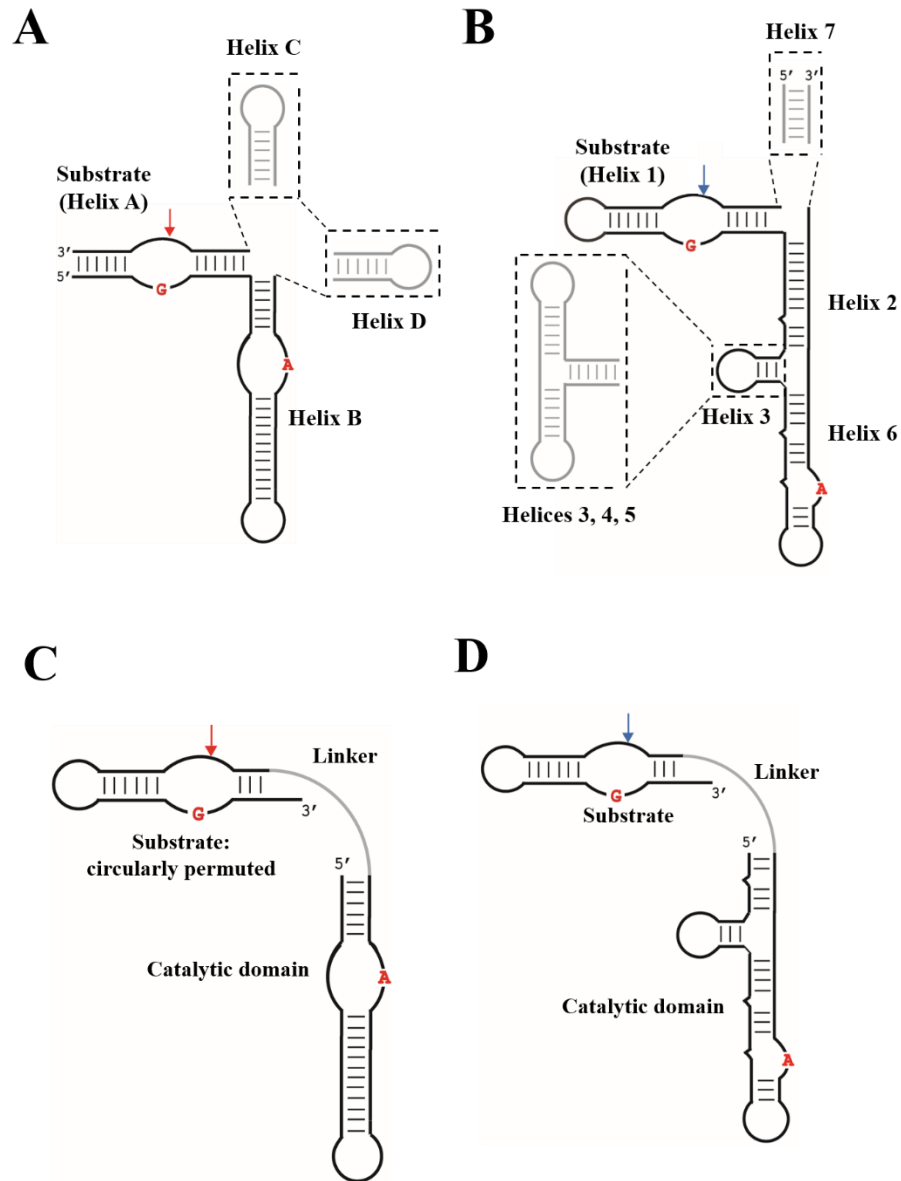 A
Helix C
Substrate
(Helix A)
3’
5’
G
Helix D
A
Helix B
B
Helix 7
5’ 3’
Substrate
(Helix 1)
G
Helix 2
Helix 3
Helix 6
A
Helices 3, 4, 5
C
Linker
G
3’
Substrate:
circularly permuted
5’
Catalytic domain
A
D
Linker
G
3’
Substrate
5’
Catalytic domain
A